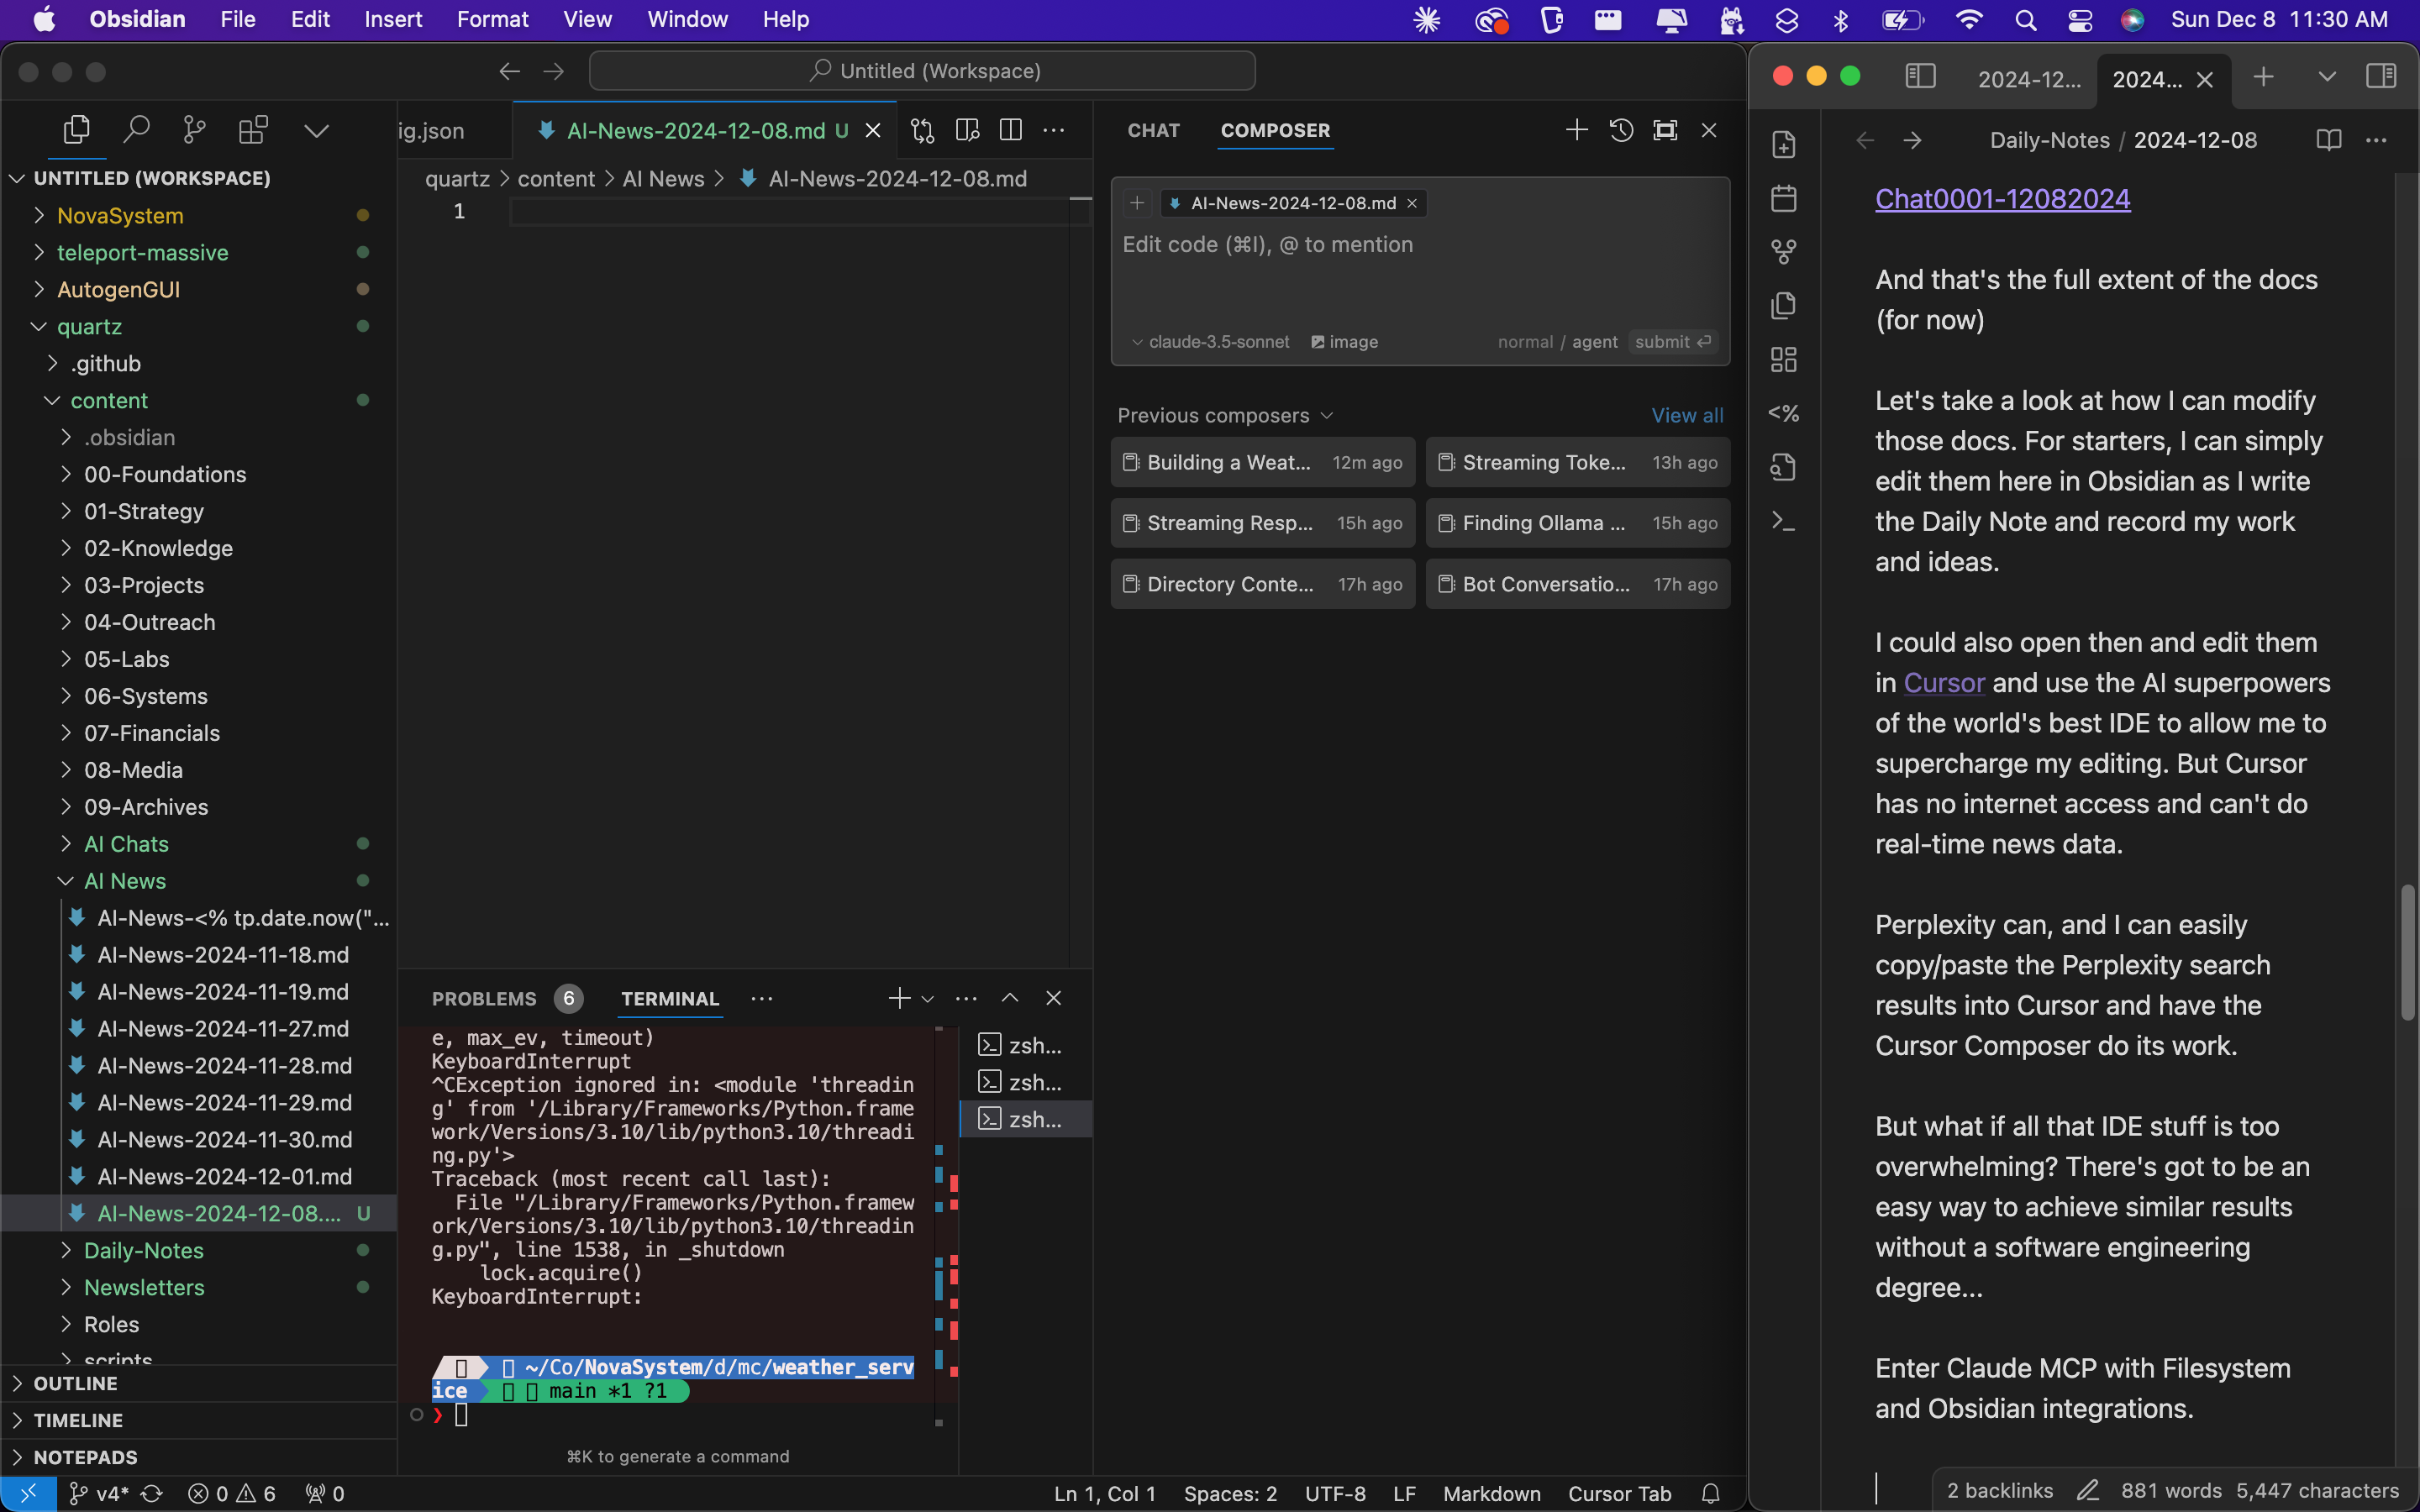 Obsidian File Edit Insert Format View Window Help
Sun Dec 8 11:30 AM
Untitled (Workspace)
ig.json
AI-News-2024-12-08.md U
quartz > content > AI News > AI-News-2024-12-08.md
1
UNTITLED (WORKSPACE)
NovaSystem
teleport-massive
AutogenGUI
quartz
.github
content
.obsidian
00-Foundations
01-Strategy
02-Knowledge
03-Projects
04-Outreach
05-Labs
06-Systems
07-Financials
08-Media
09-Archives
AI Chats
AI News
AI-News-<% tp.date.now("...
AI-News-2024-11-18.md
AI-News-2024-11-19.md
AI-News-2024-11-27.md
AI-News-2024-11-28.md
AI-News-2024-11-29.md
AI-News-2024-11-30.md
AI-News-2024-12-01.md
AI-News-2024-12-08.... U
Daily-Notes
Newsletters
Roles
scripts
OUTLINE
TIMELINE
NOTEPADS
PROBLEMS 6 TERMINAL ...
e, max_ev, timeout)
KeyboardInterrupt
^CException ignored in: <module 'threadin
g' from '/Library/Frameworks/Python.frame
work/Versions/3.10/lib/python3.10/threadi
ng.py'>
Traceback (most recent call last):
File "/Library/Frameworks/Python.framew
ork/Versions/3.10/lib/python3.10/threadin
g.py", line 1538, in _shutdown
lock.acquire()
KeyboardInterrupt:
~/Co/NovaSystem/d/mc/weather_serv
ice main *1 ?1
❯
⌘K to generate a command
zsh...
zsh...
zsh...
CHAT COMPOSER
AI-News-2024-12-08.md
Edit code (⌘I), @ to mention
claude-3.5-sonnet image normal / agent submit
Previous composers View all
Building a Weat... 12m ago
Streaming Toke... 13h ago
Streaming Resp... 15h ago
Finding Ollama ... 15h ago
Directory Conte... 17h ago
Bot Conversatio... 17h ago
v4* 0 6 0
Ln 1, Col 1 Spaces: 2 UTF-8 LF Markdown Cursor Tab
2024-12... 2024...
Daily-Notes / 2024-12-08
<%
Chat0001-12082024
And that's the full extent of the docs
(for now)
Let's take a look at how I can modify
those docs. For starters, I can simply
edit them here in Obsidian as I write
the Daily Note and record my work
and ideas.
I could also open then and edit them
in Cursor and use the AI superpowers
of the world's best IDE to allow me to
supercharge my editing. But Cursor
has no internet access and can't do
real-time news data.
Perplexity can, and I can easily
copy/paste the Perplexity search
results into Cursor and have the
Cursor Composer do its work.
But what if all that IDE stuff is too
overwhelming? There's got to be an
easy way to achieve similar results
without a software engineering
degree...
Enter Claude MCP with Filesystem
and Obsidian integrations.
2 backlinks 881 words 5,447 characters